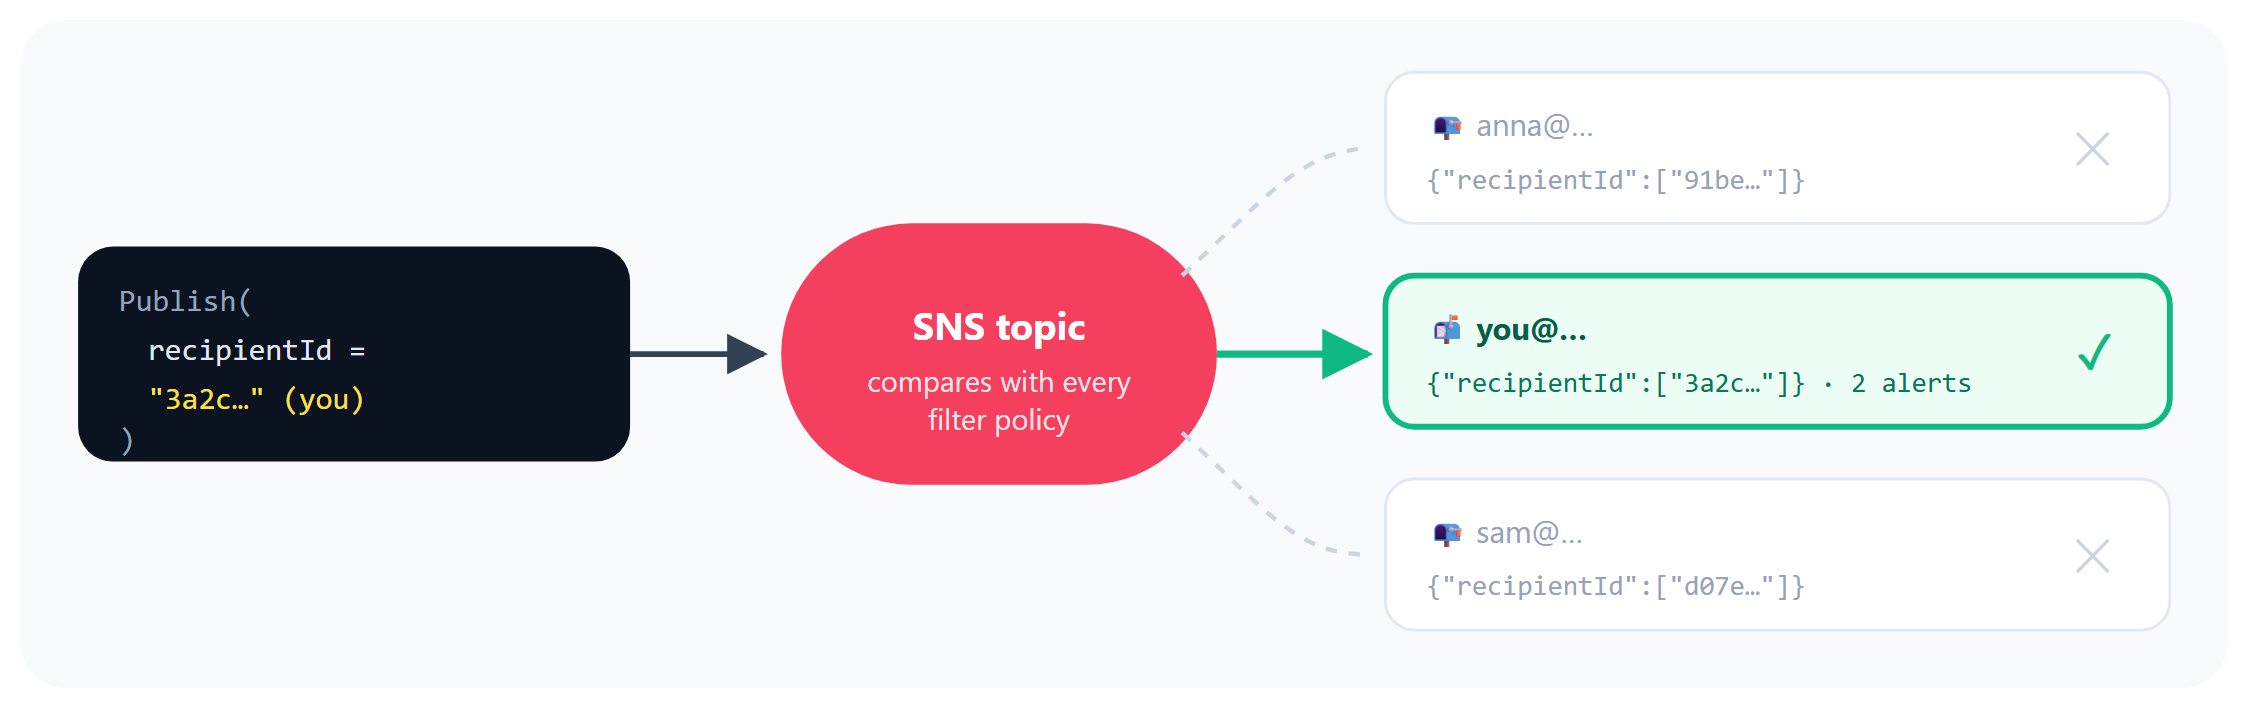 Publish(
recipientId =
"3a2c…" (you)
)
SNS topic
compares with every
filter policy
anna@…
{"recipientId":["91be…"]}
you@…
{"recipientId":["3a2c…"]} · 2 alerts
sam@…
{"recipientId":["d07e…"]}